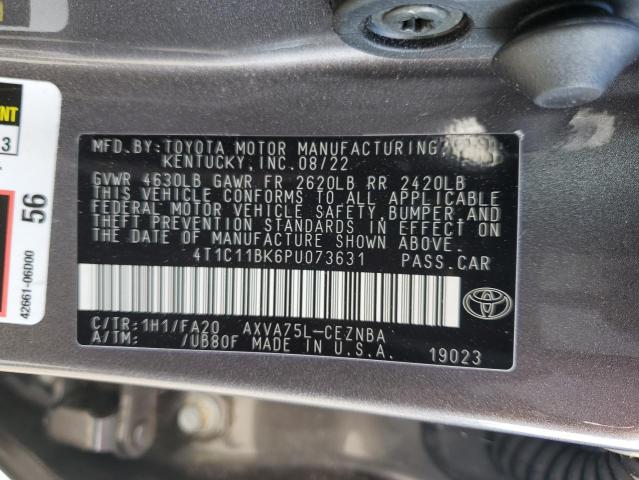 MFD. BY: TOYOTA MOTOR MANUFACTURING,
KENTUCKY, INC. 08/22
GVWR 4630LB GAWR FR 2620LB RR 2420LB
THIS VEHICLE CONFORMS TO ALL APPLICABLE
FEDERAL MOTOR VEHICLE SAFETY, BUMPER, AND
THEFT PREVENTION STANDARDS IN EFFECT ON
THE DATE OF MANUFACTURE SHOWN ABOVE.
4T1C11BK6PU073631 PASS.CAR
C/TR: 1H1/FA20 AXVA75L-CEZNBA
A/TM: /UB80F MADE IN U.S.A. 19023
3
56
42661-06D00